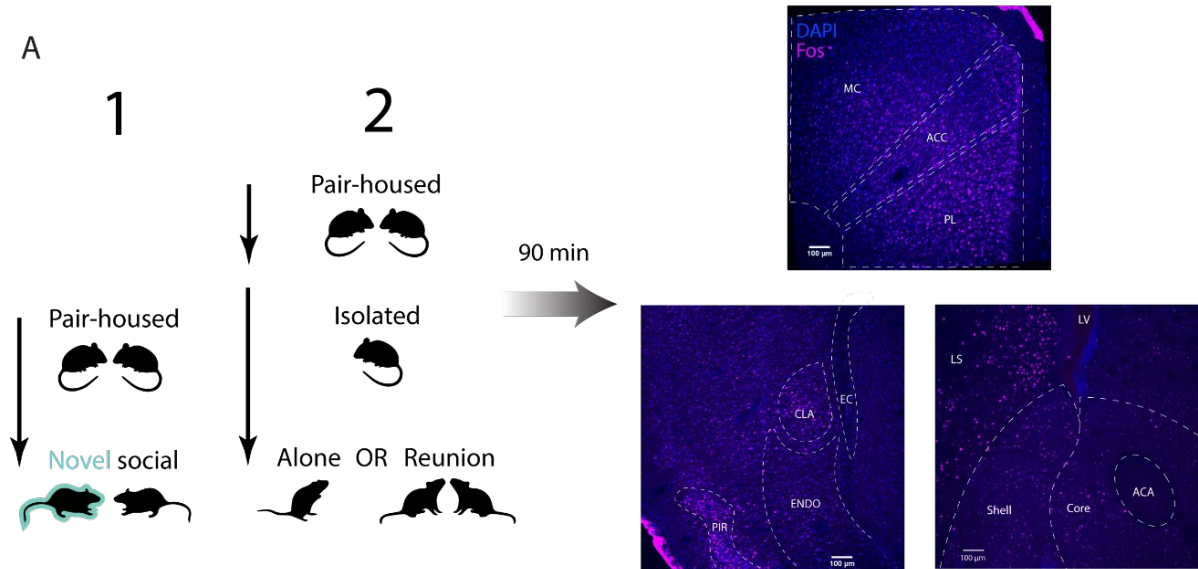 A
1
2
Pair-housed
Pair-housed
Isolated
Novel social
Alone OR Reunion
90 min
DAPI
Fos
MC
ACC
PL
100 µm
EC
CLA
ENDO
PIR
100 µm
LV
LS
ACA
Shell
Core
100 µm